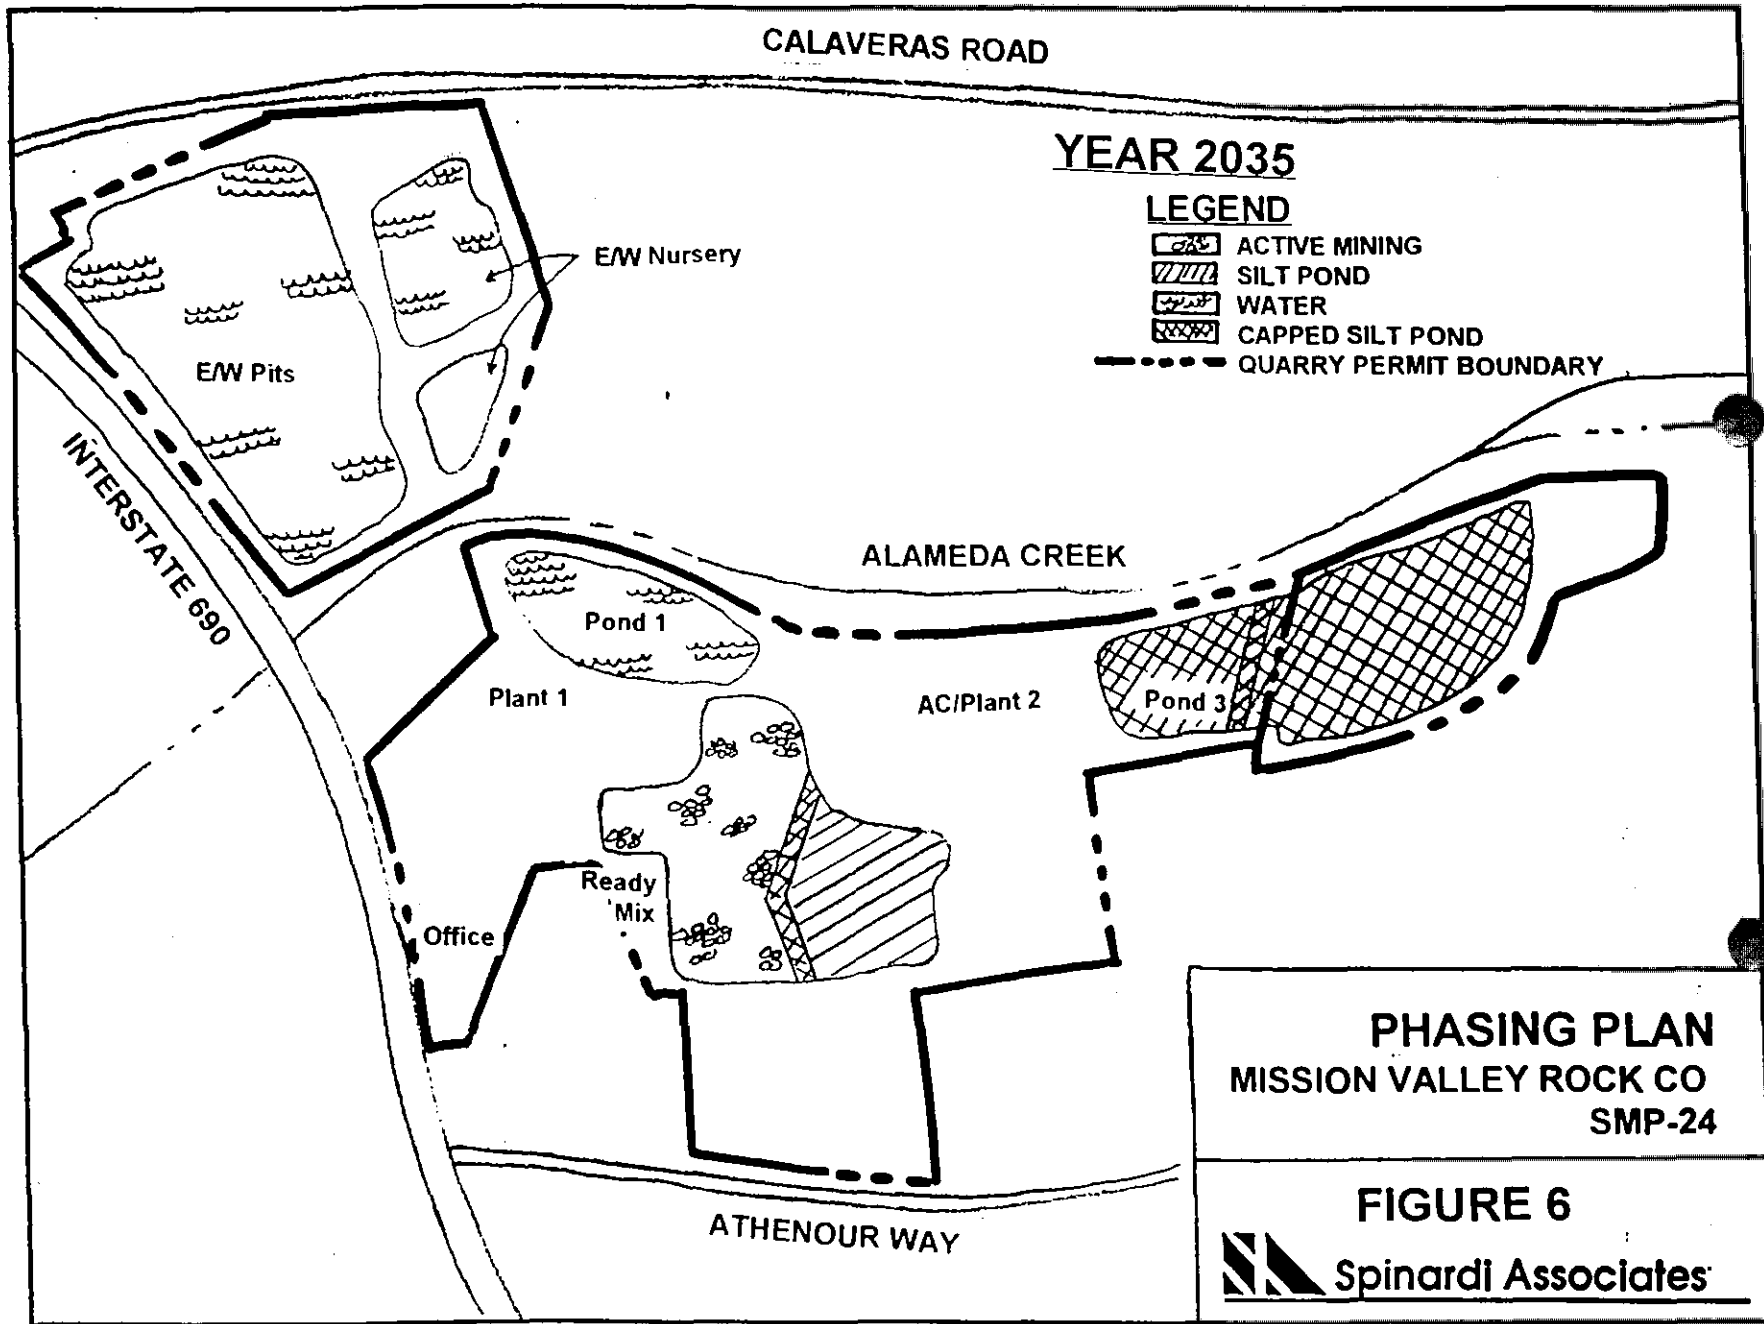 CALAVERAS ROAD
YEAR 2035
LEGEND
ACTIVE MINING
SILT POND
WATER
CAPPED SILT POND
QUARRY PERMIT BOUNDARY
E/W Nursery
E/W Pits
INTERSTATE 690
ALAMEDA CREEK
Pond 1
Plant 1
AC/Plant 2
Pond 3
Ready
Mix
Office
ATHENOUR WAY
PHASING PLAN
MISSION VALLEY ROCK CO
SMP-24
FIGURE 6
Spinardi Associates